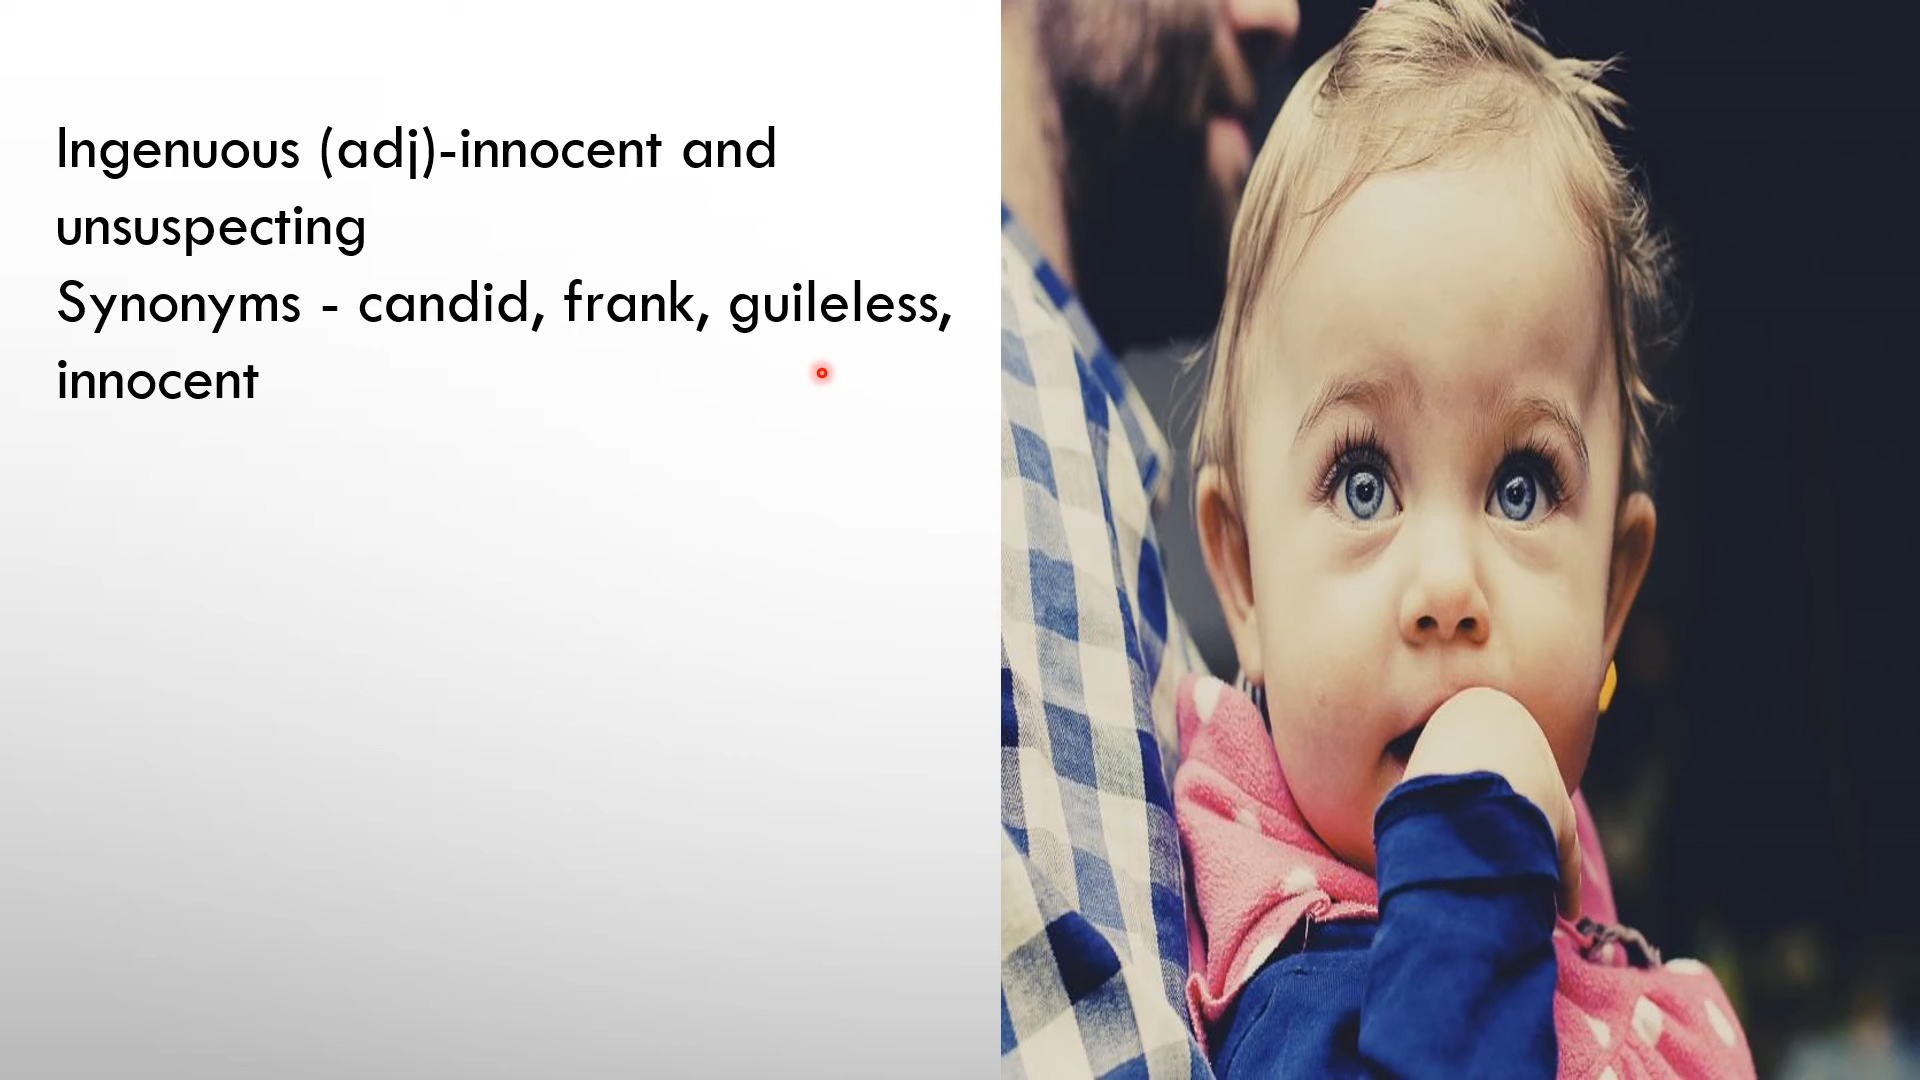 Ingenuous (adj)-innocent and
unsuspecting
Synonyms - candid, frank, guileless,
innocent